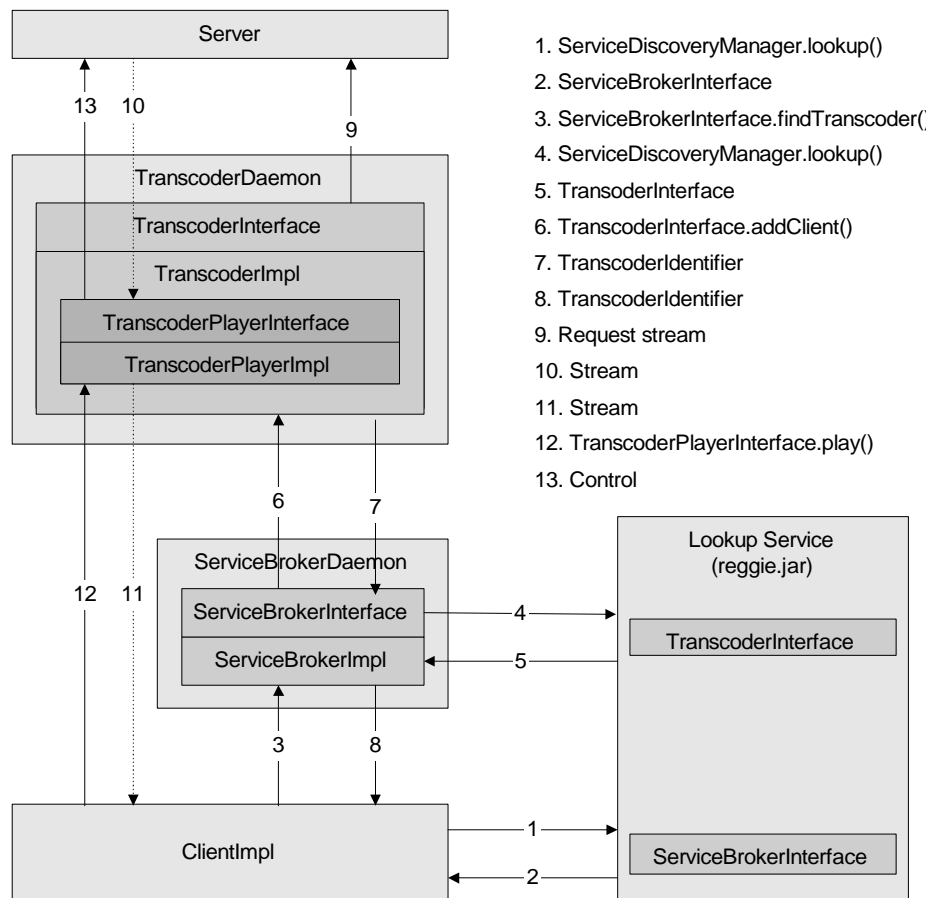 Server
13
10
9
TranscoderDaemon
TranscoderInterface
TranscoderImpl
TranscoderPlayerInterface
TranscoderPlayerImpl
6
7
12
11
ServiceBrokerDaemon
ServiceBrokerInterface
ServiceBrokerImpl
4
5
3
8
ClientImpl
1
2
1. ServiceDiscoveryManager.lookup()
2. ServiceBrokerInterface
3. ServiceBrokerInterface.findTranscoder()
4. ServiceDiscoveryManager.lookup()
5. TransoderInterface
6. TranscoderInterface.addClient()
7. TranscoderIdentifier
8. TranscoderIdentifier
9. Request stream
10. Stream
11. Stream
12. TranscoderPlayerInterface.play()
13. Control
Lookup Service
(reggie.jar)
TranscoderInterface
ServiceBrokerInterface